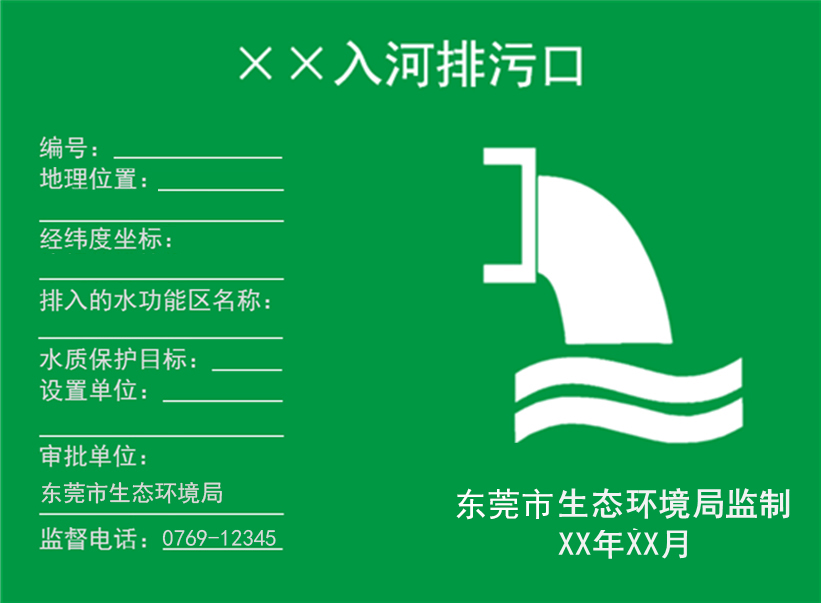 ××入河排污口
编号：
地理位置：
经纬度坐标：
排入的水功能区名称：
水质保护目标：
设置单位：
审批单位：
东莞市生态环境局
监督电话：0769-12345
东莞市生态环境局监制
XX年XX月